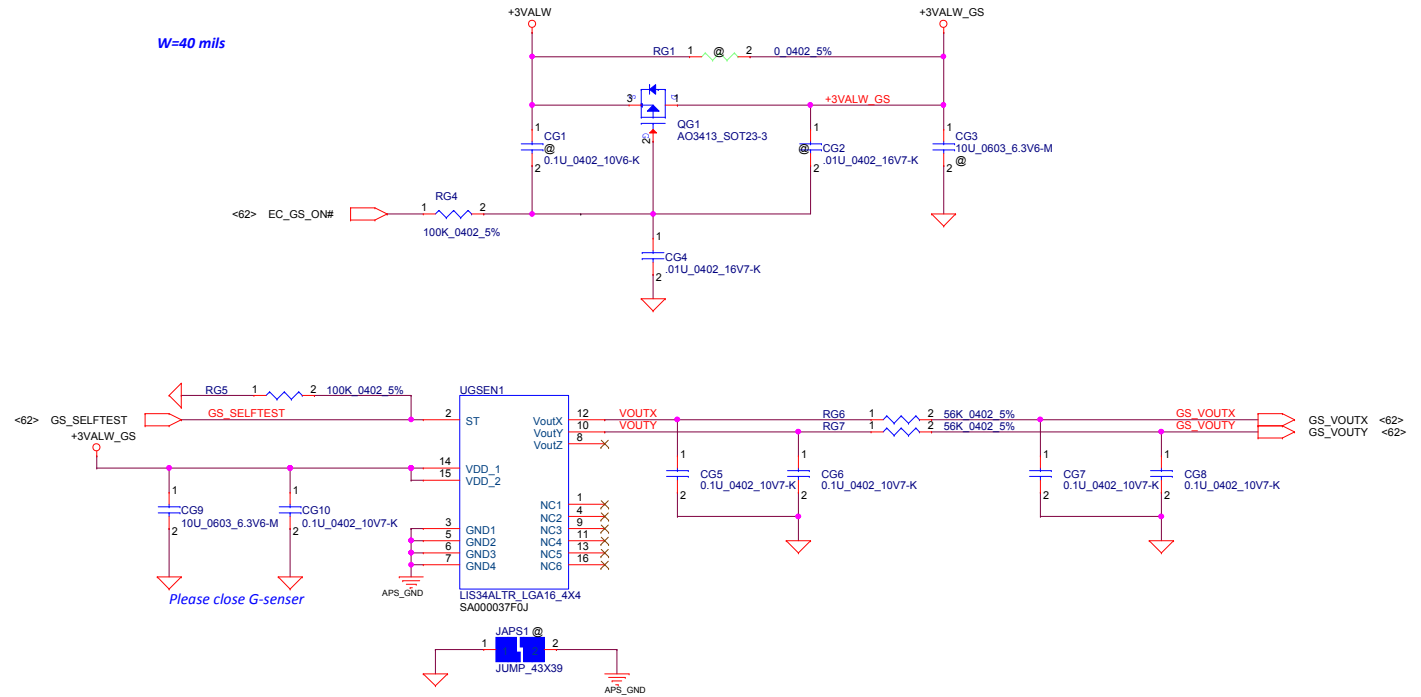 +3VALW
+3VALW_GS
W=40 mils
RG1 1 @ 2 0_0402_5%
3 1 +3VALW_GS
QG1
AO3413_SOT23-3
2
1
CG1
@
0.1U_0402_10V6-K
2
1
@ CG2
.01U_0402_16V7-K
2
1
CG3
10U_0603_6.3V6-M
@
2
RG4
<62> EC_GS_ON# 1 2
100K_0402_5%
1
CG4
.01U_0402_16V7-K
2
RG5 1 2 100K_0402_5%
<62> GS_SELFTEST GS_SELFTEST
+3VALW_GS
UGSEN1
2 ST
14 VDD_1
15 VDD_2
3 GND1
5 GND2
6 GND3
7 GND4
VoutX 12 VOUTX
VoutY 10 VOUTY
VoutZ 8
NC1 1
NC2 4
NC3 9
NC4 11
NC5 13
NC6 16
LIS34ALTR_LGA16_4X4
SA000037F0J
APS_GND
1
CG9
10U_0603_6.3V6-M
2
1
CG10
0.1U_0402_10V7-K
2
Please close G-senser
RG6 1 2 56K_0402_5% GS_VOUTX GS_VOUTX <62>
RG7 1 2 56K_0402_5% GS_VOUTY GS_VOUTY <62>
1
CG5
0.1U_0402_10V7-K
2
1
CG6
0.1U_0402_10V7-K
2
1
CG7
0.1U_0402_10V7-K
2
1
CG8
0.1U_0402_10V7-K
2
JAPS1 @
1 1 2 2
JUMP_43X39
APS_GND